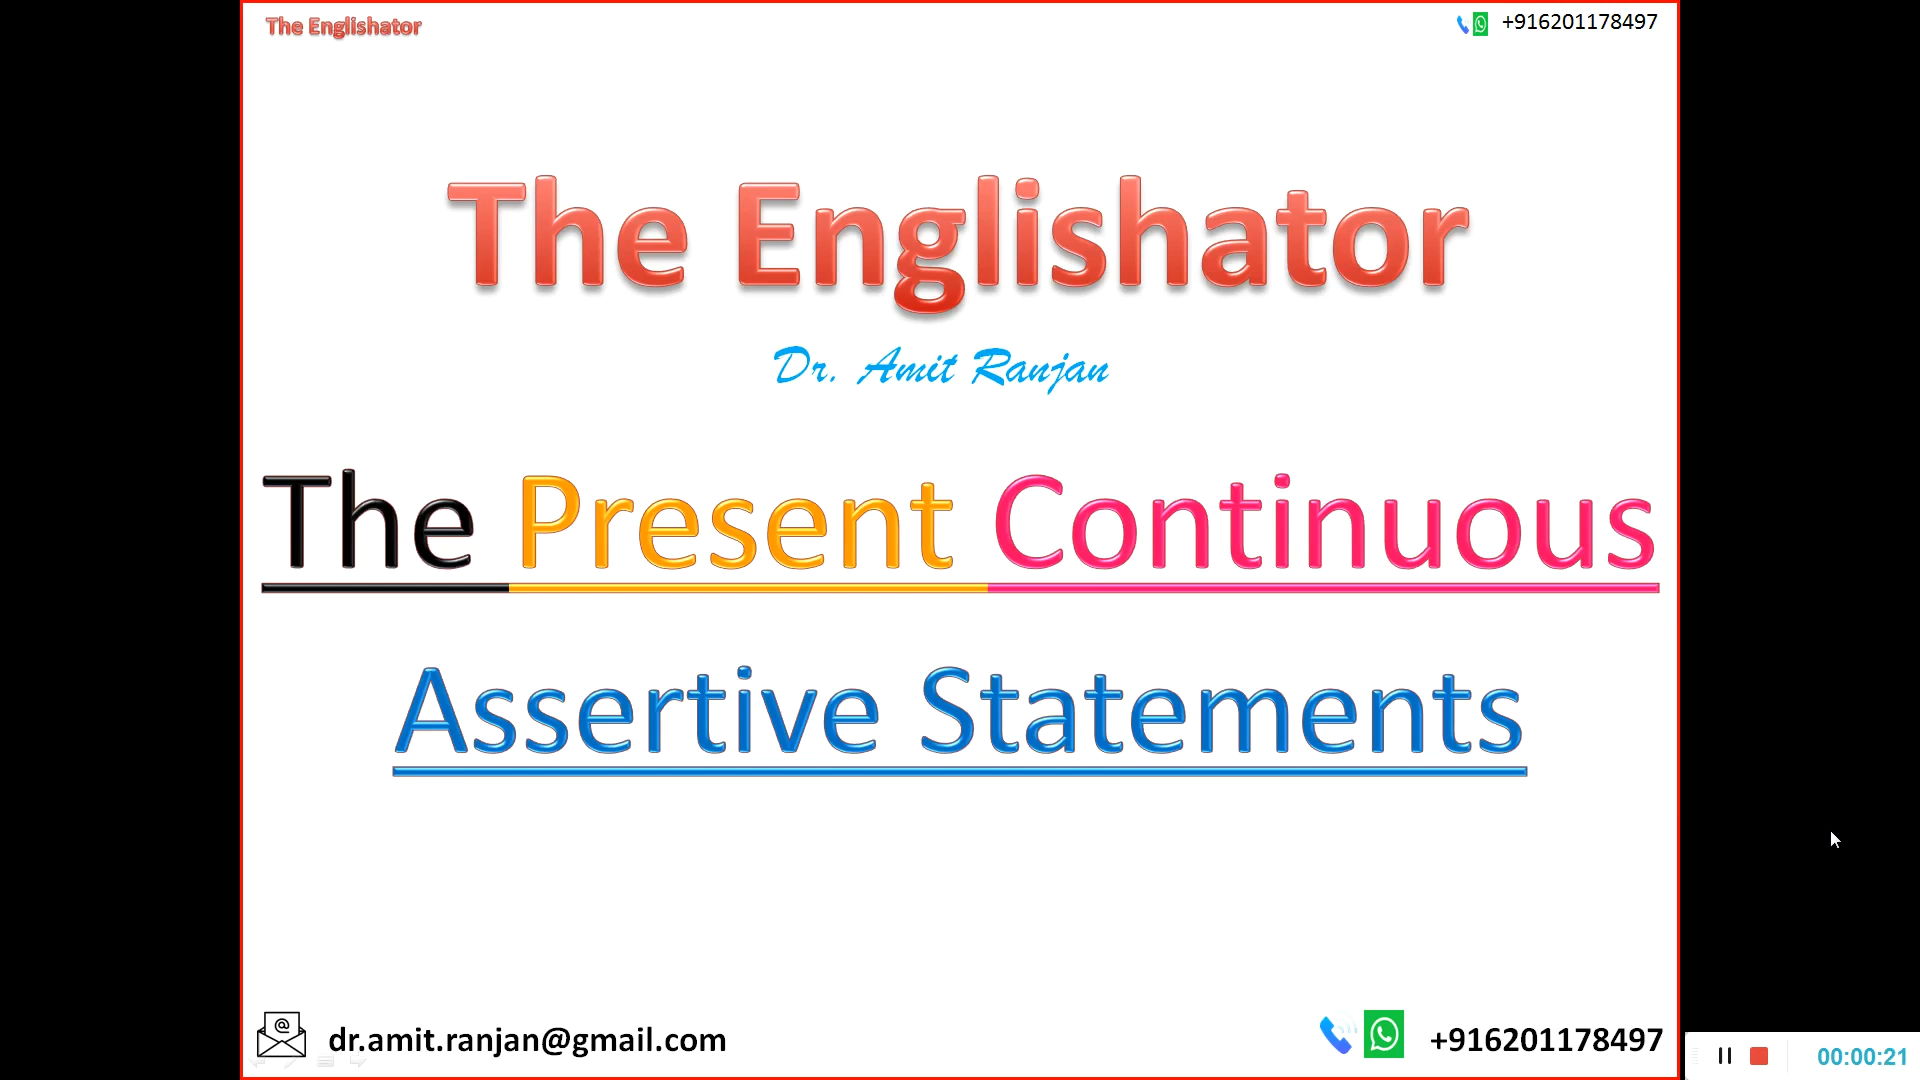 The Englishator
+916201178497
The Englishator
Dr. Amit Ranjan
The Present Continuous
Assertive Statements
@
dr.amit.ranjan@gmail.com
+916201178497
00:00:21